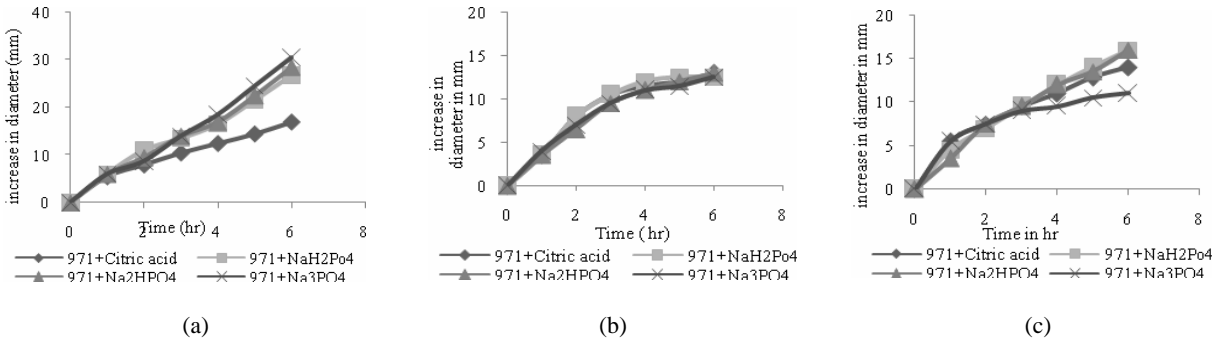 increase in diameter (mm)
40
30
20
10
0
0 2 4 6 8
Time (hr)
971+Citric acid 971+NaH2Po4
971+Na2HPO4 971+Na3PO4
(a)
increase in
diameter in mm
20
15
10
5
0
0 2 4 6 8
Time ( hr)
971+Citric acid 971+NaH2Po4
971+Na2HPO4 971+Na3PO4
(b)
increase in diameter in mm
20
15
10
5
0
0 2 4 6 8
Time in hr
971+Citric acid 971+NaH2Po4
971+Na2HPO4 971+Na3PO4
(c)